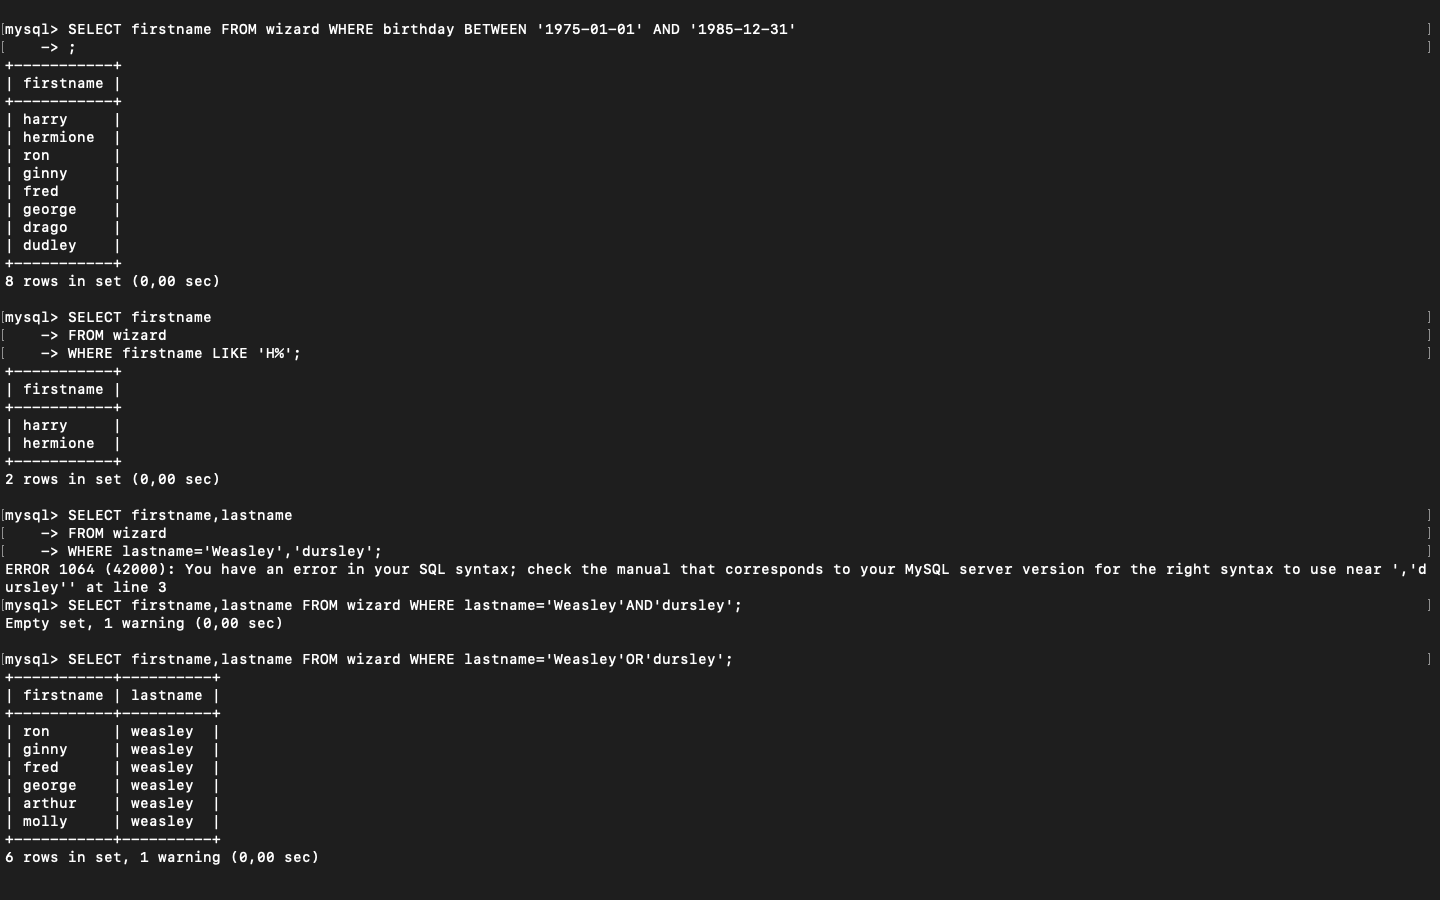 [mysql> SELECT firstname FROM wizard WHERE birthday BETWEEN '1975-01-01' AND '1985-12-31' ]
[    -> ; ]
+-----------+
| firstname |
+-----------+
| harry     |
| hermione  |
| ron       |
| ginny     |
| fred      |
| george    |
| drago     |
| dudley    |
+-----------+
8 rows in set (0,00 sec)
[mysql> SELECT firstname ]
[    -> FROM wizard ]
[    -> WHERE firstname LIKE 'H%'; ]
+-----------+
| firstname |
+-----------+
| harry     |
| hermione  |
+-----------+
2 rows in set (0,00 sec)
[mysql> SELECT firstname,lastname ]
[    -> FROM wizard ]
[    -> WHERE lastname='Weasley','dursley'; ]
ERROR 1064 (42000): You have an error in your SQL syntax; check the manual that corresponds to your MySQL server version for the right syntax to use near ','d
ursley'' at line 3
[mysql> SELECT firstname,lastname FROM wizard WHERE lastname='Weasley'AND'dursley'; ]
Empty set, 1 warning (0,00 sec)
[mysql> SELECT firstname,lastname FROM wizard WHERE lastname='Weasley'OR'dursley'; ]
+-----------+----------+
| firstname | lastname |
+-----------+----------+
| ron       | weasley  |
| ginny     | weasley  |
| fred      | weasley  |
| george    | weasley  |
| arthur    | weasley  |
| molly     | weasley  |
+-----------+----------+
6 rows in set, 1 warning (0,00 sec)